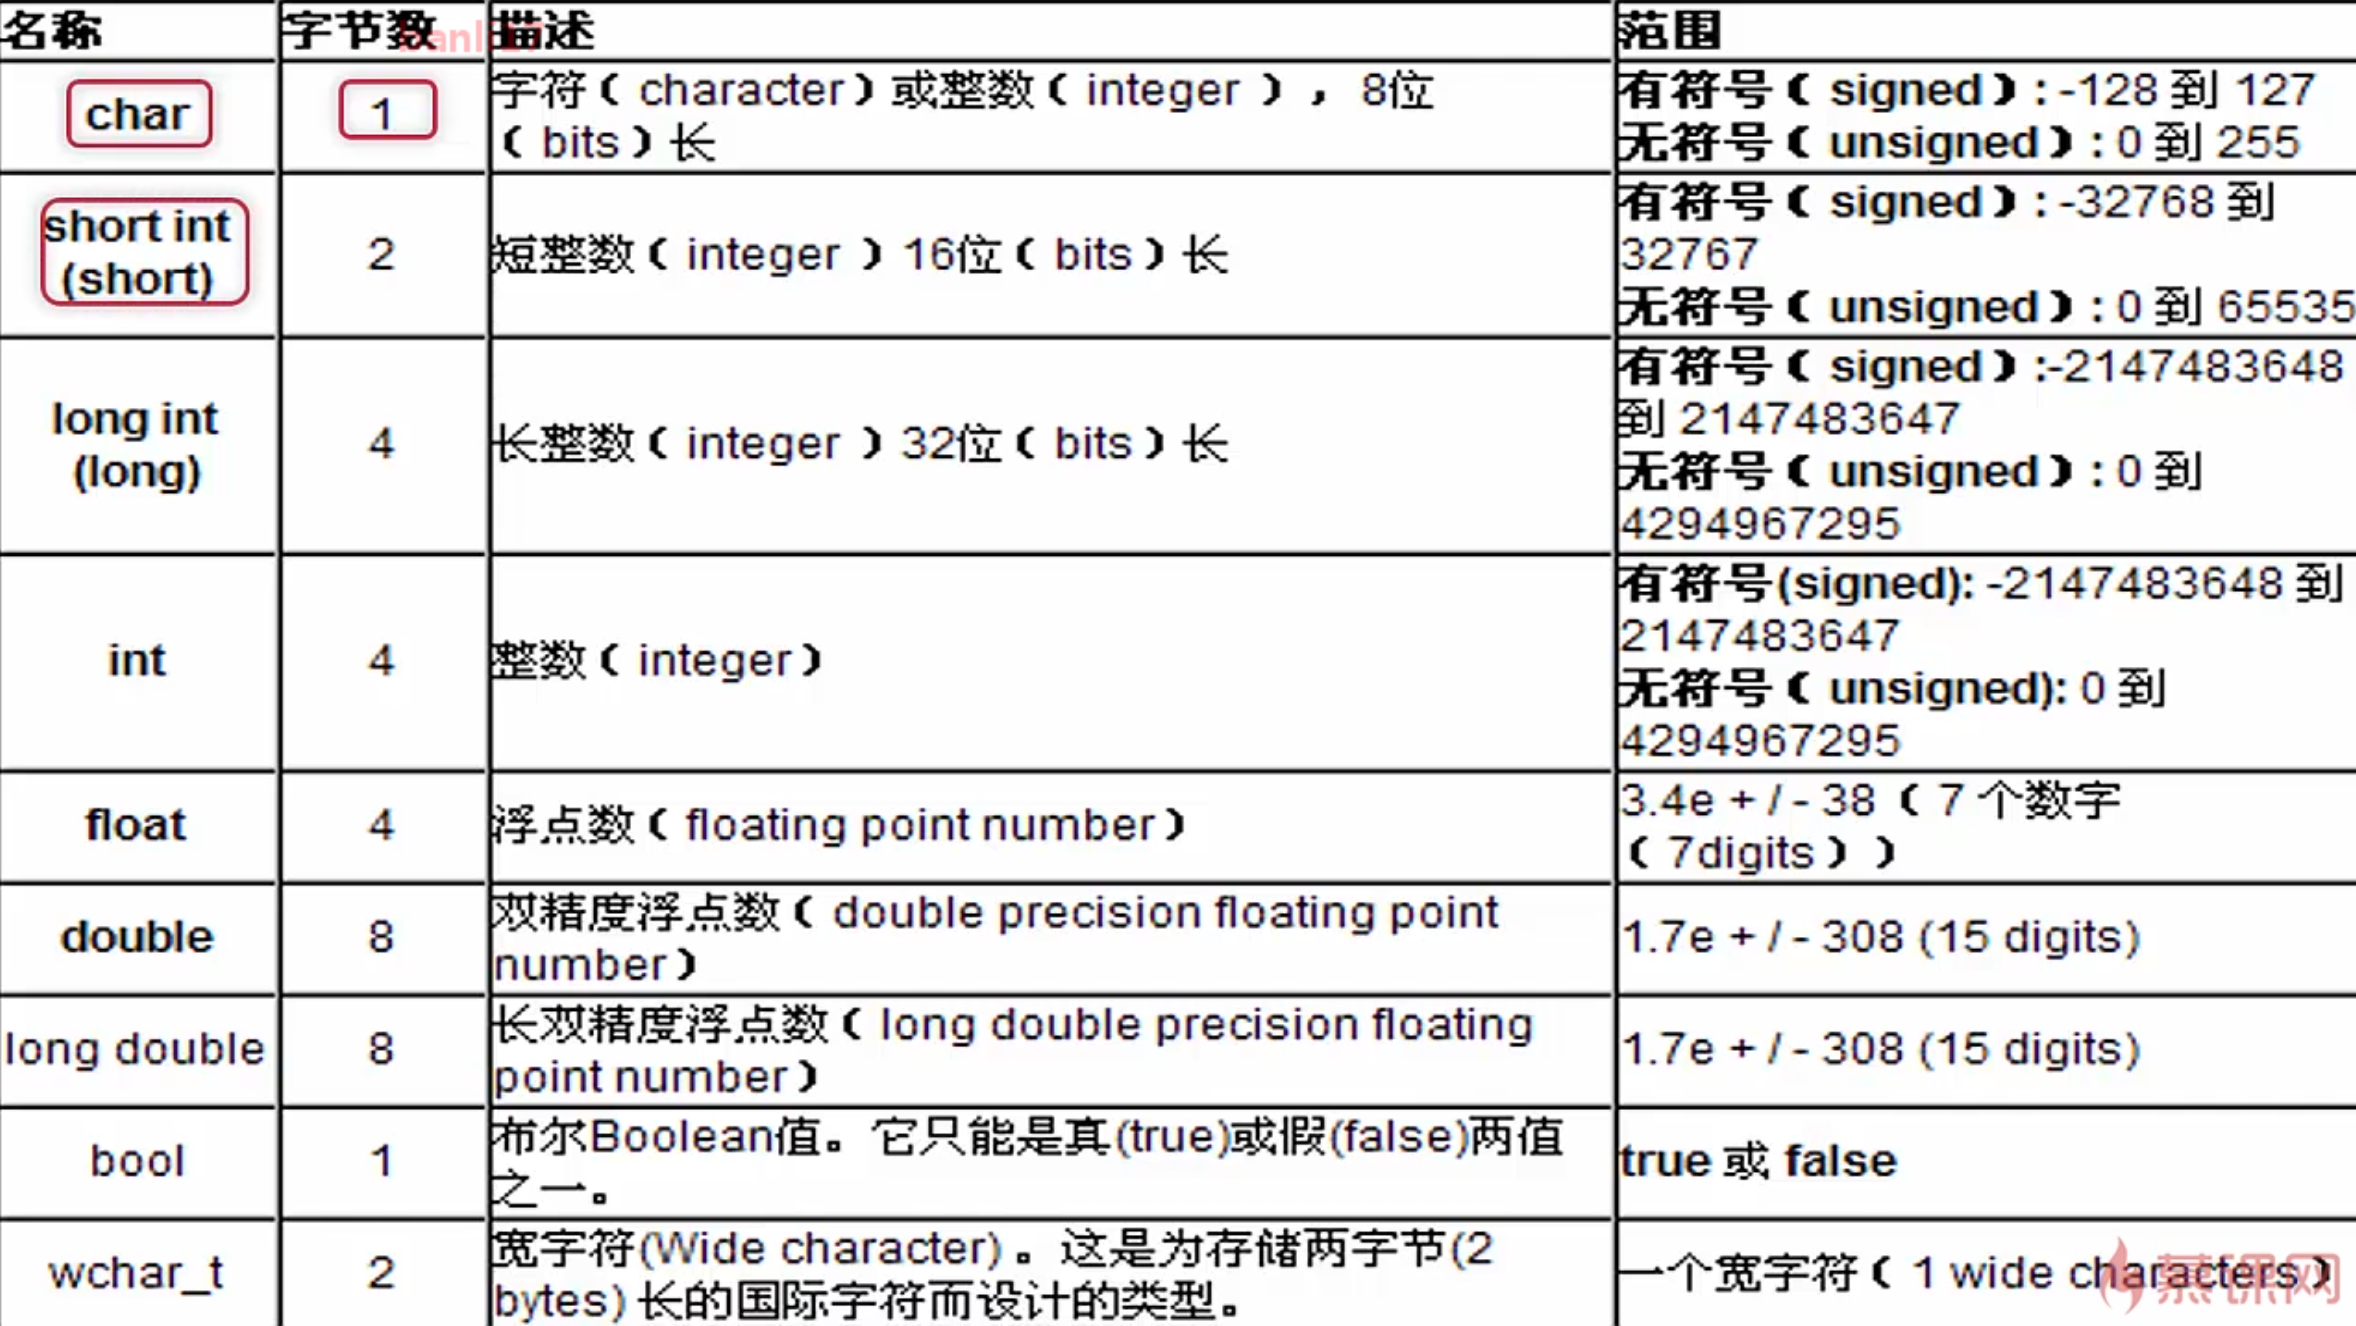 名称 字节数 描述 范围
char 1 字符( character)或整数( integer ), 8位
( bits)长
有符号( signed): -128 到 127
无符号( unsigned): 0 到 255
short int
(short)
2 短整数( integer )16位( bits)长
有符号( signed): -32768 到
32767
无符号( unsigned): 0 到 65535
long int
(long)
4 长整数( integer )32位( bits)长
有符号( signed):-2147483648
到 2147483647
无符号( unsigned): 0 到
4294967295
int 4 整数( integer)
有符号(signed): -2147483648 到
2147483647
无符号( unsigned): 0 到
4294967295
float 4 浮点数( floating point number)
3.4e + / - 38 ( 7 个数字
( 7digits) )
double 8 双精度浮点数( double precision floating point
number)
1.7e + / - 308 (15 digits)
long double 8 长双精度浮点数( long double precision floating
point number)
1.7e + / - 308 (15 digits)
bool 1 布尔Boolean值。它只能是真(true)或假(false)两值
之一。
true 或 false
wchar_t 2 宽字符(Wide character) 。这是为存储两字节(2
bytes) 长的国际字符而设计的类型。
一个宽字符( 1 wide characters)
慕课网